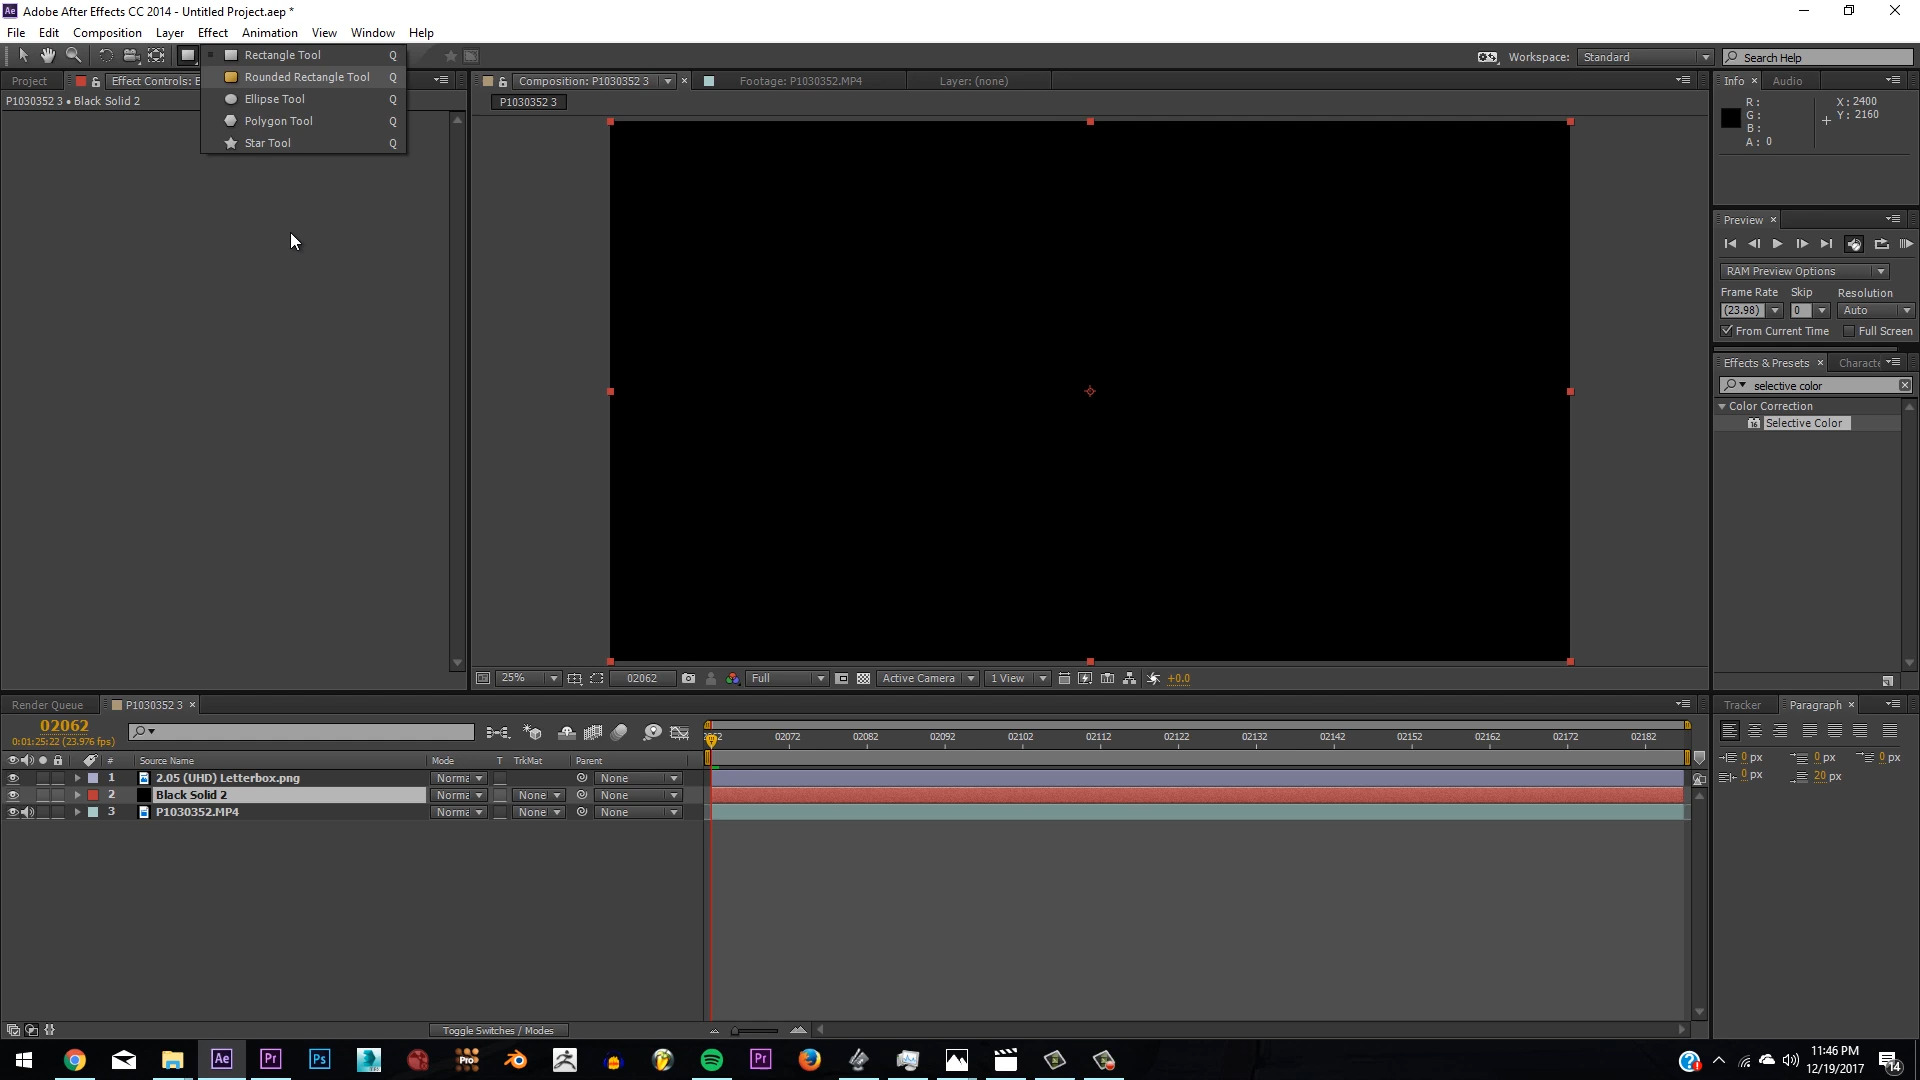 Adobe After Effects CC 2014 - Untitled Project.aep *
File Edit Composition Layer Effect Animation View Window Help
Rectangle Tool Q
Rounded Rectangle Tool Q
Ellipse Tool Q
Polygon Tool Q
Star Tool Q
Workspace: Standard
Search Help
Project Effect Controls: B
P1030352 3 • Black Solid 2
Composition: P1030352 3 Footage: P1030352.MP4 Layer: (none)
P1030352 3
Info Audio
R: X: 2400
G: Y: 2160
B:
A: 0
Preview
RAM Preview Options
Frame Rate Skip Resolution
(23.98) 0 Auto
From Current Time Full Screen
Effects & Presets Characte
selective color
Color Correction
16 Selective Color
25% 02062 Full Active Camera 1 View +0.0
Render Queue P1030352 3
02062
0:01:25:22 (23.976 fps)
# Source Name Mode T TrkMat Parent
02072 02082 02092 02102 02112 02122 02132 02142 02152 02162 02172 02182
1 2.05 (UHD) Letterbox.png Norma None
2 Black Solid 2 Norma None None
3 P1030352.MP4 Norma None None
Toggle Switches / Modes
Tracker Paragraph
0 px 0 px 0 px
0 px 20 px
Ae Pr Ps Pro Pr
11:46 PM
12/19/2017
14